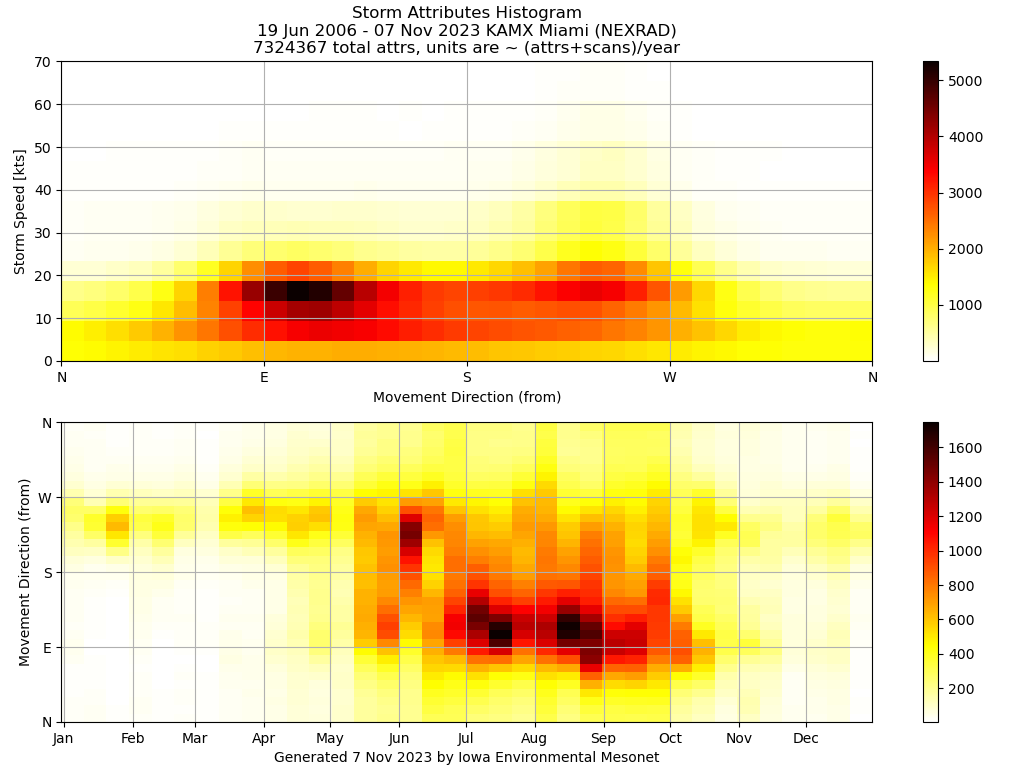 Storm Attributes Histogram
19 Jun 2006 - 07 Nov 2023 KAMX Miami (NEXRAD)
7324367 total attrs, units are ~ (attrs+scans)/year
70
60
50
40
30
20
10
0
Storm Speed [kts]
N E S W N
Movement Direction (from)
5000
4000
3000
2000
1000
N
W
S
E
N
Movement Direction (from)
Jan Feb Mar Apr May Jun Jul Aug Sep Oct Nov Dec
Generated 7 Nov 2023 by Iowa Environmental Mesonet
1600
1400
1200
1000
800
600
400
200